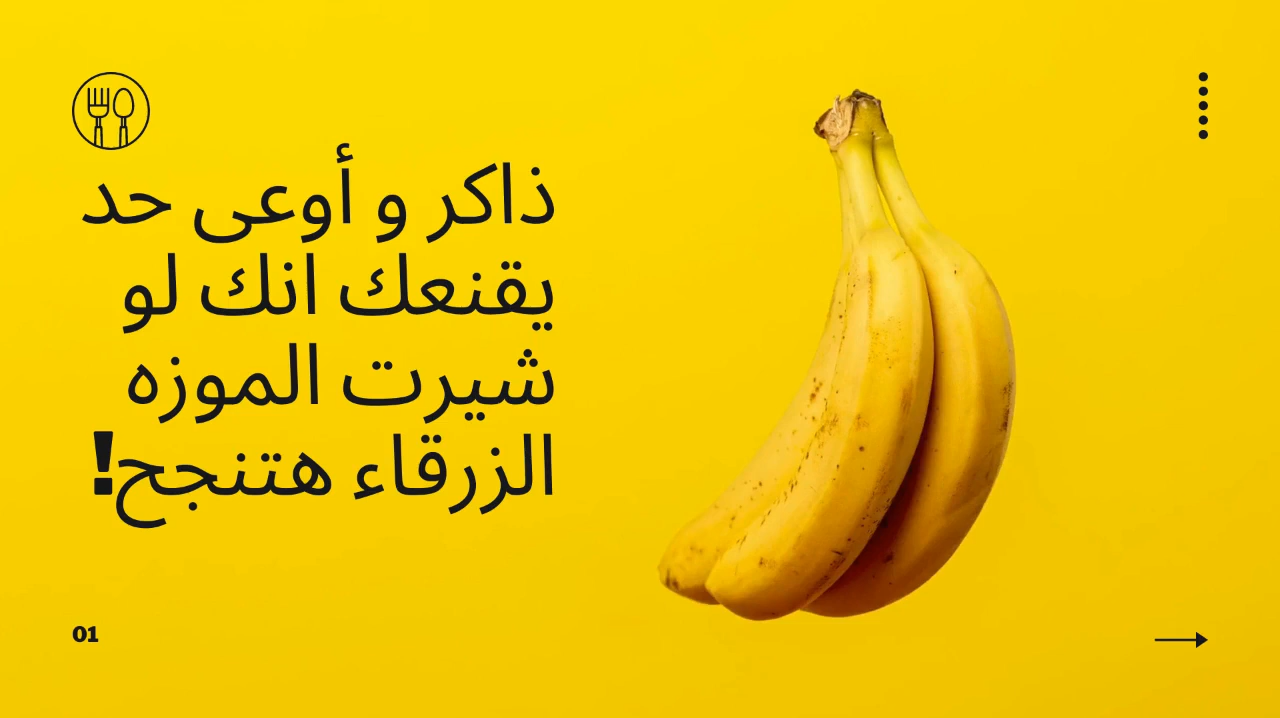 ذاكر و أوعى حد
يقنعك انك لو
شيرت الموزه
الزرقاء هتنجح!
01